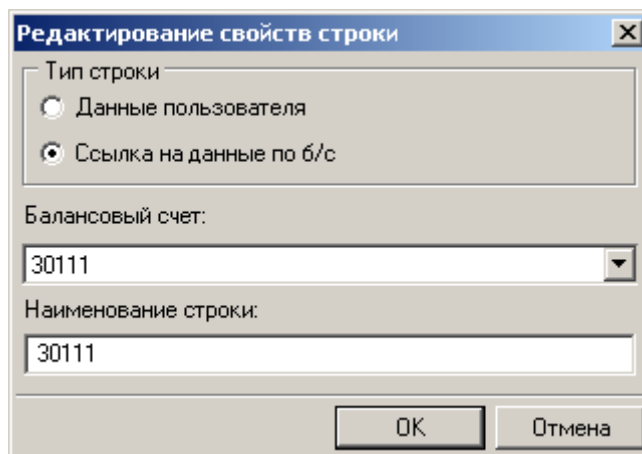 Редактирование свойств строки
Тип строки
Данные пользователя
Ссылка на данные по б/с
Балансовый счет:
30111
Наименование строки:
30111
OK
Отмена